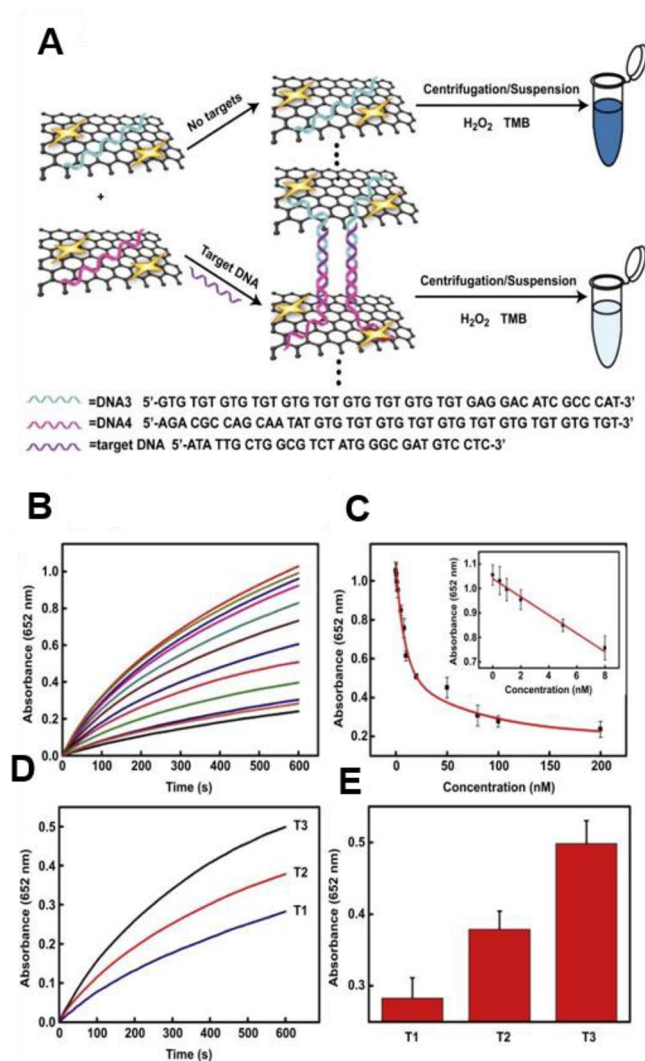 A
No targets
Centrifugation/Suspension
H₂O₂ TMB
+
Target DNA
Centrifugation/Suspension
H₂O₂ TMB
=DNA3 5'-GTG TGT GTG TGT GTG TGT GTG TGT GTG TGT GAG GAC ATC GCC CAT-3'
=DNA4 5'-AGA CGC CAG CAA TAT GTG TGT GTG TGT GTG TGT GTG TGT GTG TGT-3'
=target DNA 5'-ATA TTG CTG GCG TCT ATG GGC GAT GTC CTC-3'
B
Absorbance (652 nm)
1.0
0.8
0.6
0.4
0.2
0.0
0 100 200 300 400 500 600
Time (s)
C
Absorbance (652 nm)
1.0
0.8
0.6
0.4
0.2
0 50 100 150 200
Concentration (nM)
Absorbance (652 nm)
1.1
1.0
0.9
0.8
0.7
0 2 4 6 8
Concentration (nM)
D
Absorbance (652 nm)
0.5
0.4
0.3
0.2
0.1
0.0
T3
T2
T1
0 100 200 300 400 500 600
Time (s)
E
Absorbance (652 nm)
0.5
0.4
0.3
T1 T2 T3